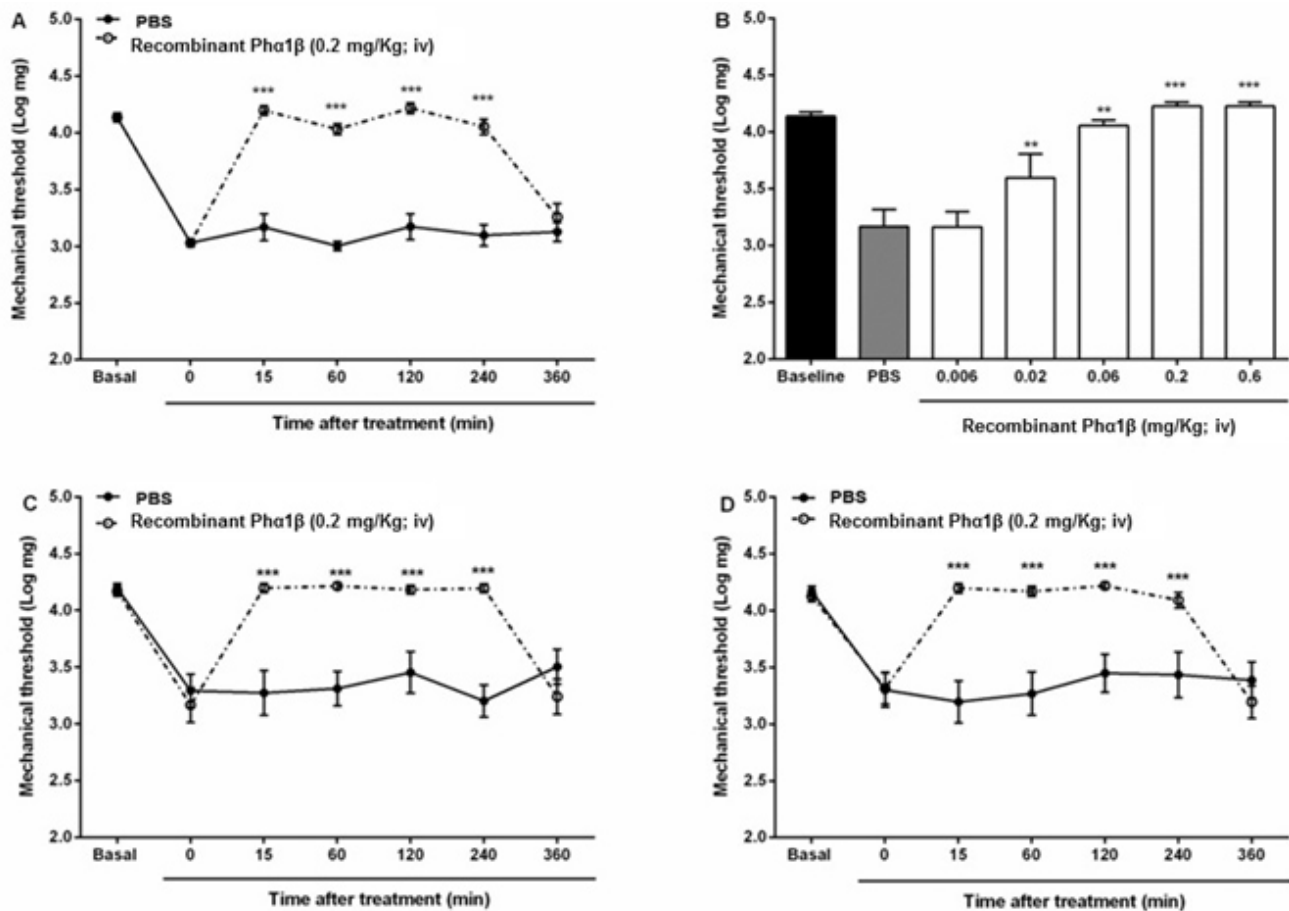 A
PBS
Recombinant Phα1β (0.2 mg/Kg; iv)
Mechanical threshold (Log mg)
5.0
4.5
4.0
3.5
3.0
2.5
2.0
*** *** *** ***
Basal 0 15 60 120 240 360
Time after treatment (min)
B
Mechanical threshold (Log mg)
5.0
4.5
4.0
3.5
3.0
2.5
2.0
** ** *** ***
Baseline PBS 0.006 0.02 0.06 0.2 0.6
Recombinant Phα1β (mg/Kg; iv)
C
PBS
Recombinant Phα1β (0.2 mg/Kg; iv)
Mechanical threshold (Log mg)
5.0
4.5
4.0
3.5
3.0
2.5
2.0
*** *** *** ***
Basal 0 15 60 120 240 360
Time after treatment (min)
D
PBS
Recombinant Phα1β (0.2 mg/Kg; iv)
Mechanical threshold (Log mg)
5.0
4.5
4.0
3.5
3.0
2.5
2.0
*** *** *** ***
Basal 0 15 60 120 240 360
Time after treatment (min)